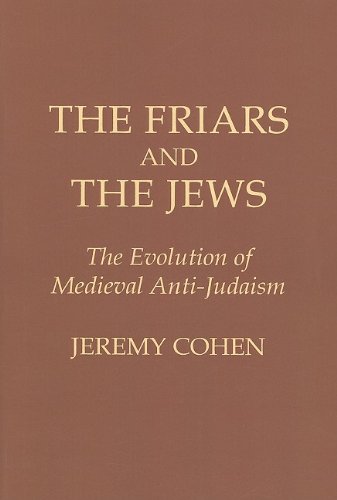 THE FRIARS
AND
THE JEWS
The Evolution of
Medieval Anti-Judaism
JEREMY COHEN